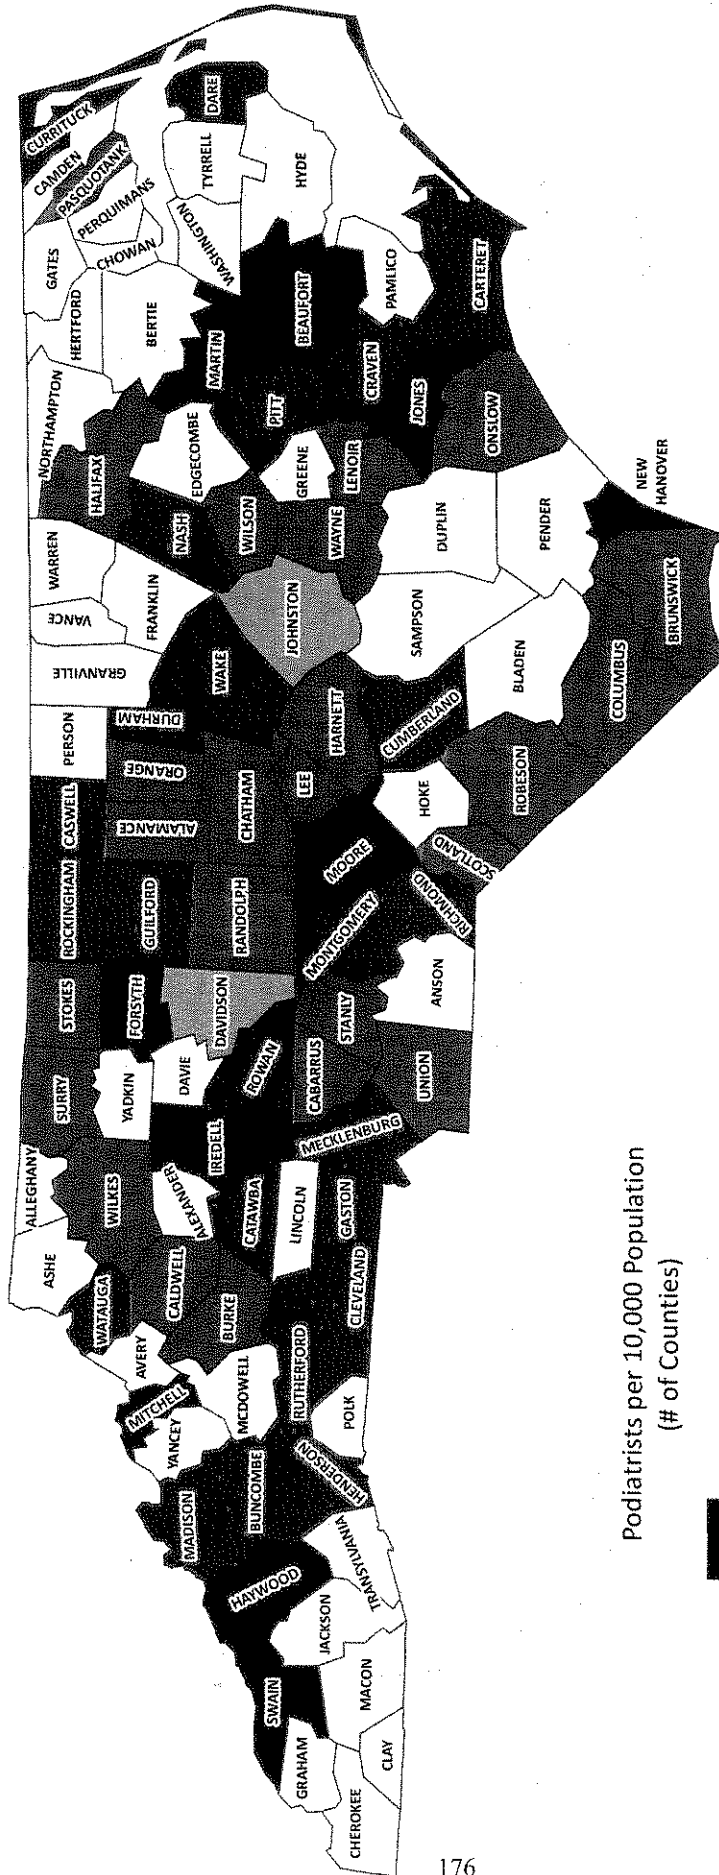 CHEROKEE
GRAHAM
CLAY
SWAIN
MACON
JACKSON
HAYWOOD
TRANSYLVANIA
MADISON
BUNCOMBE
HENDERSON
YANCEY
MITCHELL
AVERY
MCDOWELL
RUTHERFORD
POLK
WATAUGA
ASHE
ALLEGHANY
WILKES
CALDWELL
BURKE
ALEXANDER
CATAWBA
LINCOLN
CLEVELAND
GASTON
SURRY
YADKIN
IREDELL
DAVIE
ROWAN
MECKLENBURG
CABARRUS
UNION
STOKES
FORSYTH
DAVIDSON
STANLY
ANSON
ROCKINGHAM
GUILFORD
RANDOLPH
MONTGOMERY
RICHMOND
CASWELL
ALAMANCE
ORANGE
CHATHAM
MOORE
LEE
HOKE
SCOTLAND
PERSON
DURHAM
GRANVILLE
WAKE
HARNETT
CUMBERLAND
ROBESON
VANCE
WARREN
FRANKLIN
JOHNSTON
SAMPSON
BLADEN
COLUMBUS
BRUNSWICK
NORTHAMPTON
HALIFAX
NASH
EDGECOMBE
WILSON
WAYNE
GREENE
LENOIR
DUPLIN
PENDER
NEW
HANOVER
HERTFORD
BERTIE
MARTIN
PITT
BEAUFORT
CRAVEN
JONES
ONSLOW
CARTERET
PAMLICO
GATES
CHOWAN
PERQUIMANS
PASQUOTANK
CAMDEN
CURRITUCK
WASHINGTON
TYRRELL
DARE
HYDE
Podiatrists per 10,000 Population
(# of Counties)
176